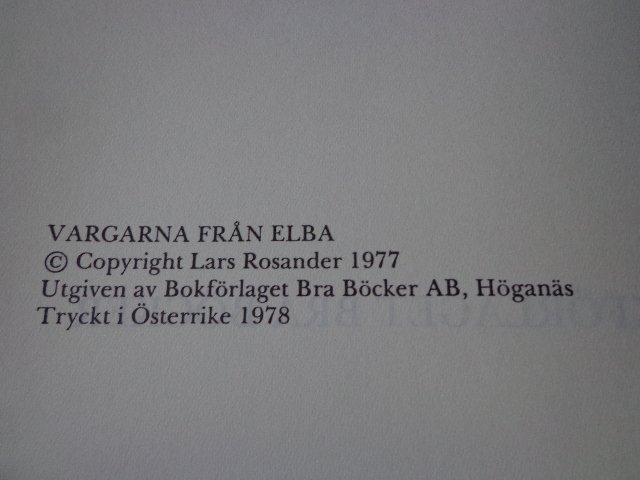 VARGARNA FRÅN ELBA
© Copyright Lars Rosander 1977
Utgiven av Bokförlaget Bra Böcker AB, Höganäs
Tryckt i Österrike 1978